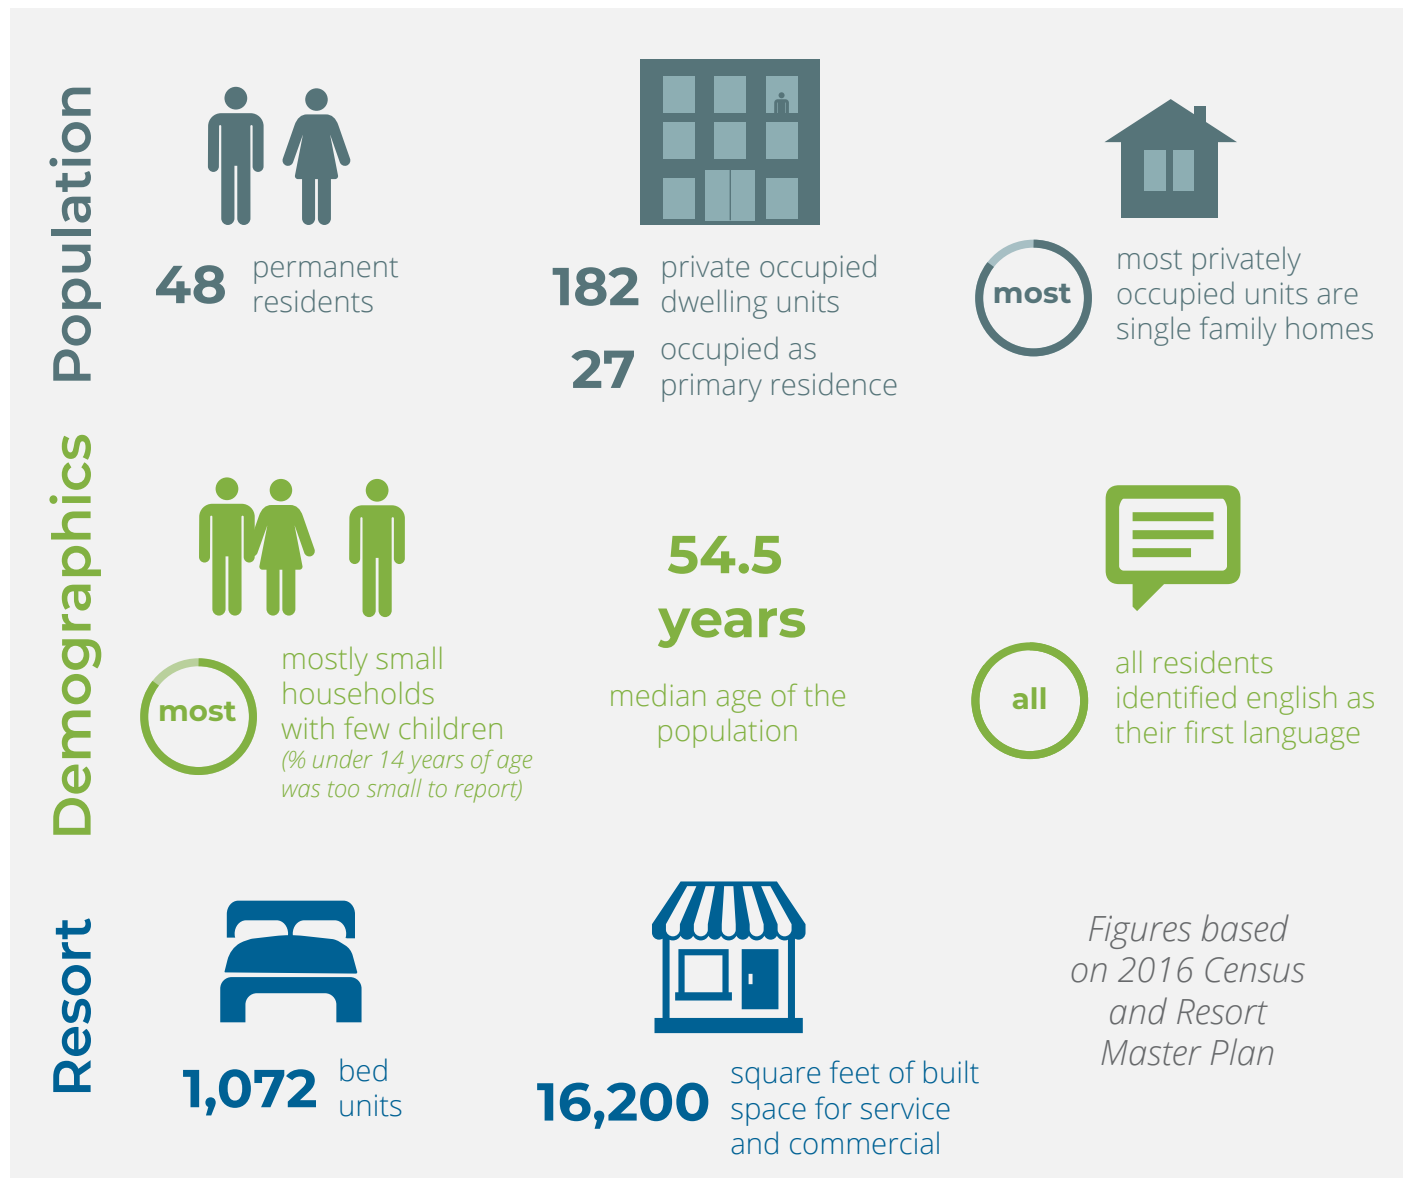 Population
48
permanent
residents
182
private occupied
dwelling units
27
occupied as
primary residence
most
most privately
occupied units are
single family homes
Demographics
most
mostly small
households
with few children
(% under 14 years of age
was too small to report)
54.5
years
median age of the
population
all
all residents
identified english as
their first language
Resort
1,072
bed
units
16,200
square feet of built
space for service
and commercial
Figures based
on 2016 Census
and Resort
Master Plan